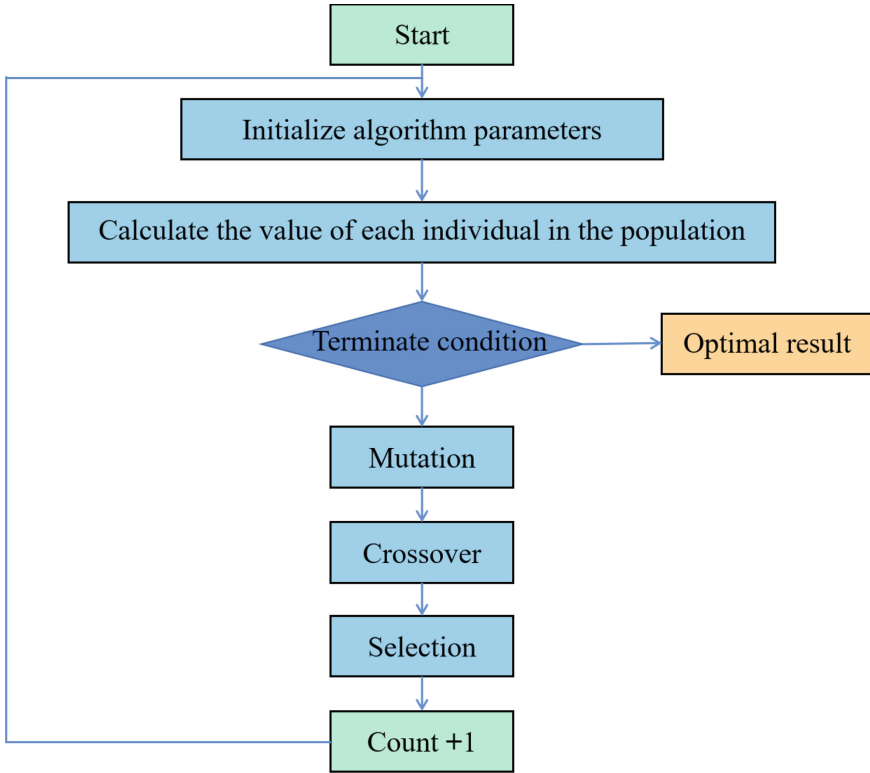 Start
Initialize algorithm parameters
Calculate the value of each individual in the population
Terminate condition
Optimal result
Mutation
Crossover
Selection
Count +1